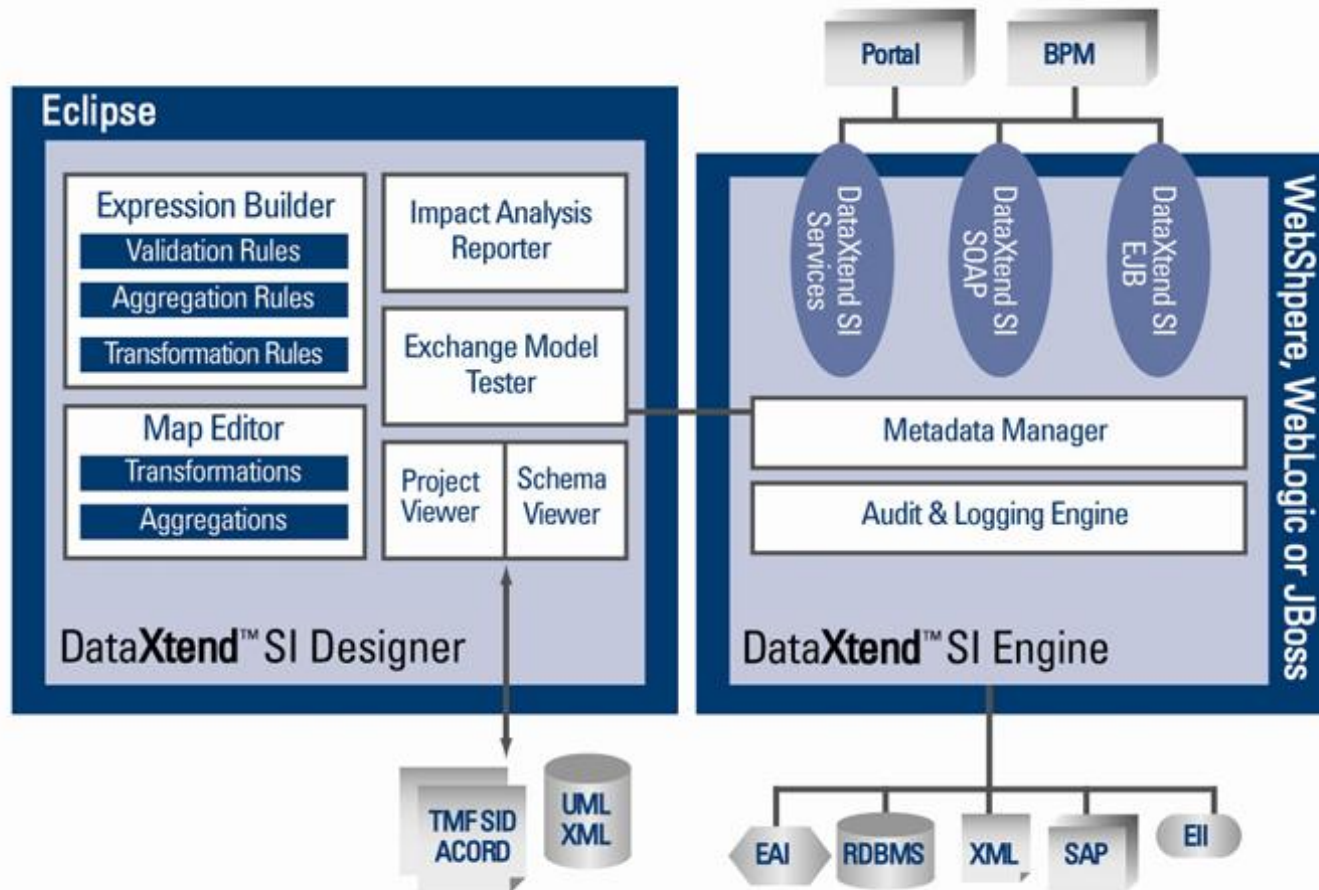 Portal
BPM
Eclipse
Expression Builder
Validation Rules
Aggregation Rules
Transformation Rules
Map Editor
Transformations
Aggregations
Impact Analysis
Reporter
Exchange Model
Tester
Project
Viewer
Schema
Viewer
DataXtend™ SI Designer
TMF SID
ACORD
UML
XML
DataXtend SI
Services
DataXtend SI
SOAP
DataXtend SI
EJB
Metadata Manager
Audit & Logging Engine
DataXtend™ SI Engine
WebShpere, WebLogic or JBoss
EAI
RDBMS
XML
SAP
EII